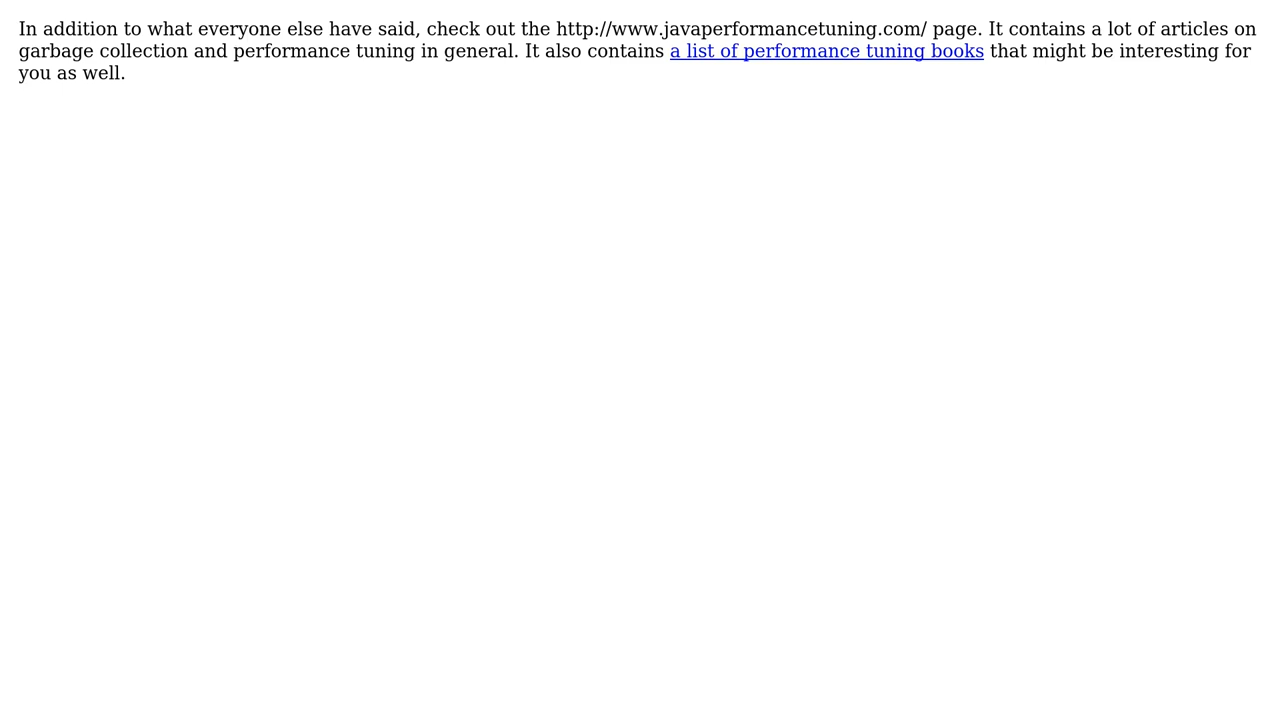 In addition to what everyone else have said, check out the http://www.javaperformancetuning.com/ page. It contains a lot of articles on
garbage collection and performance tuning in general. It also contains a list of performance tuning books that might be interesting for
you as well.